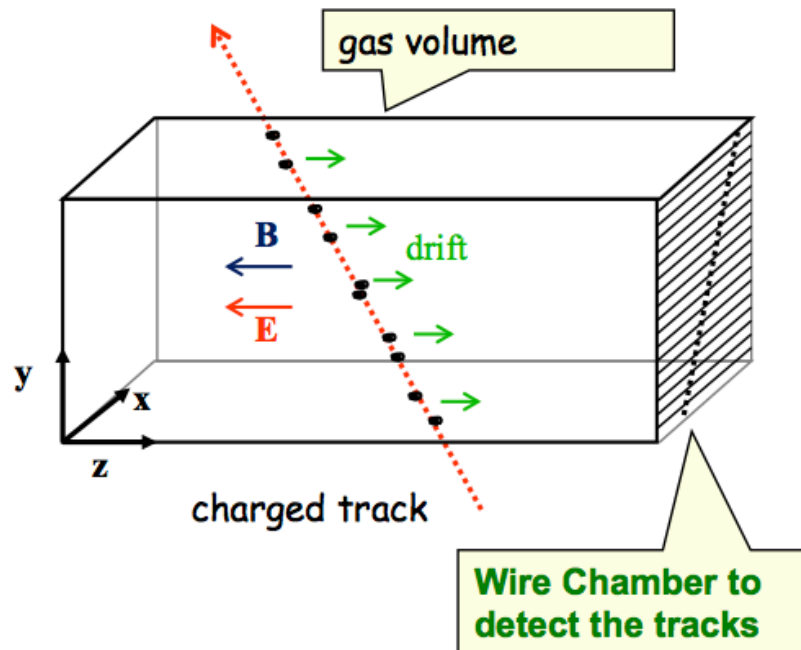 gas volume
B
drift
E
y
x
z
charged track
Wire Chamber to
detect the tracks